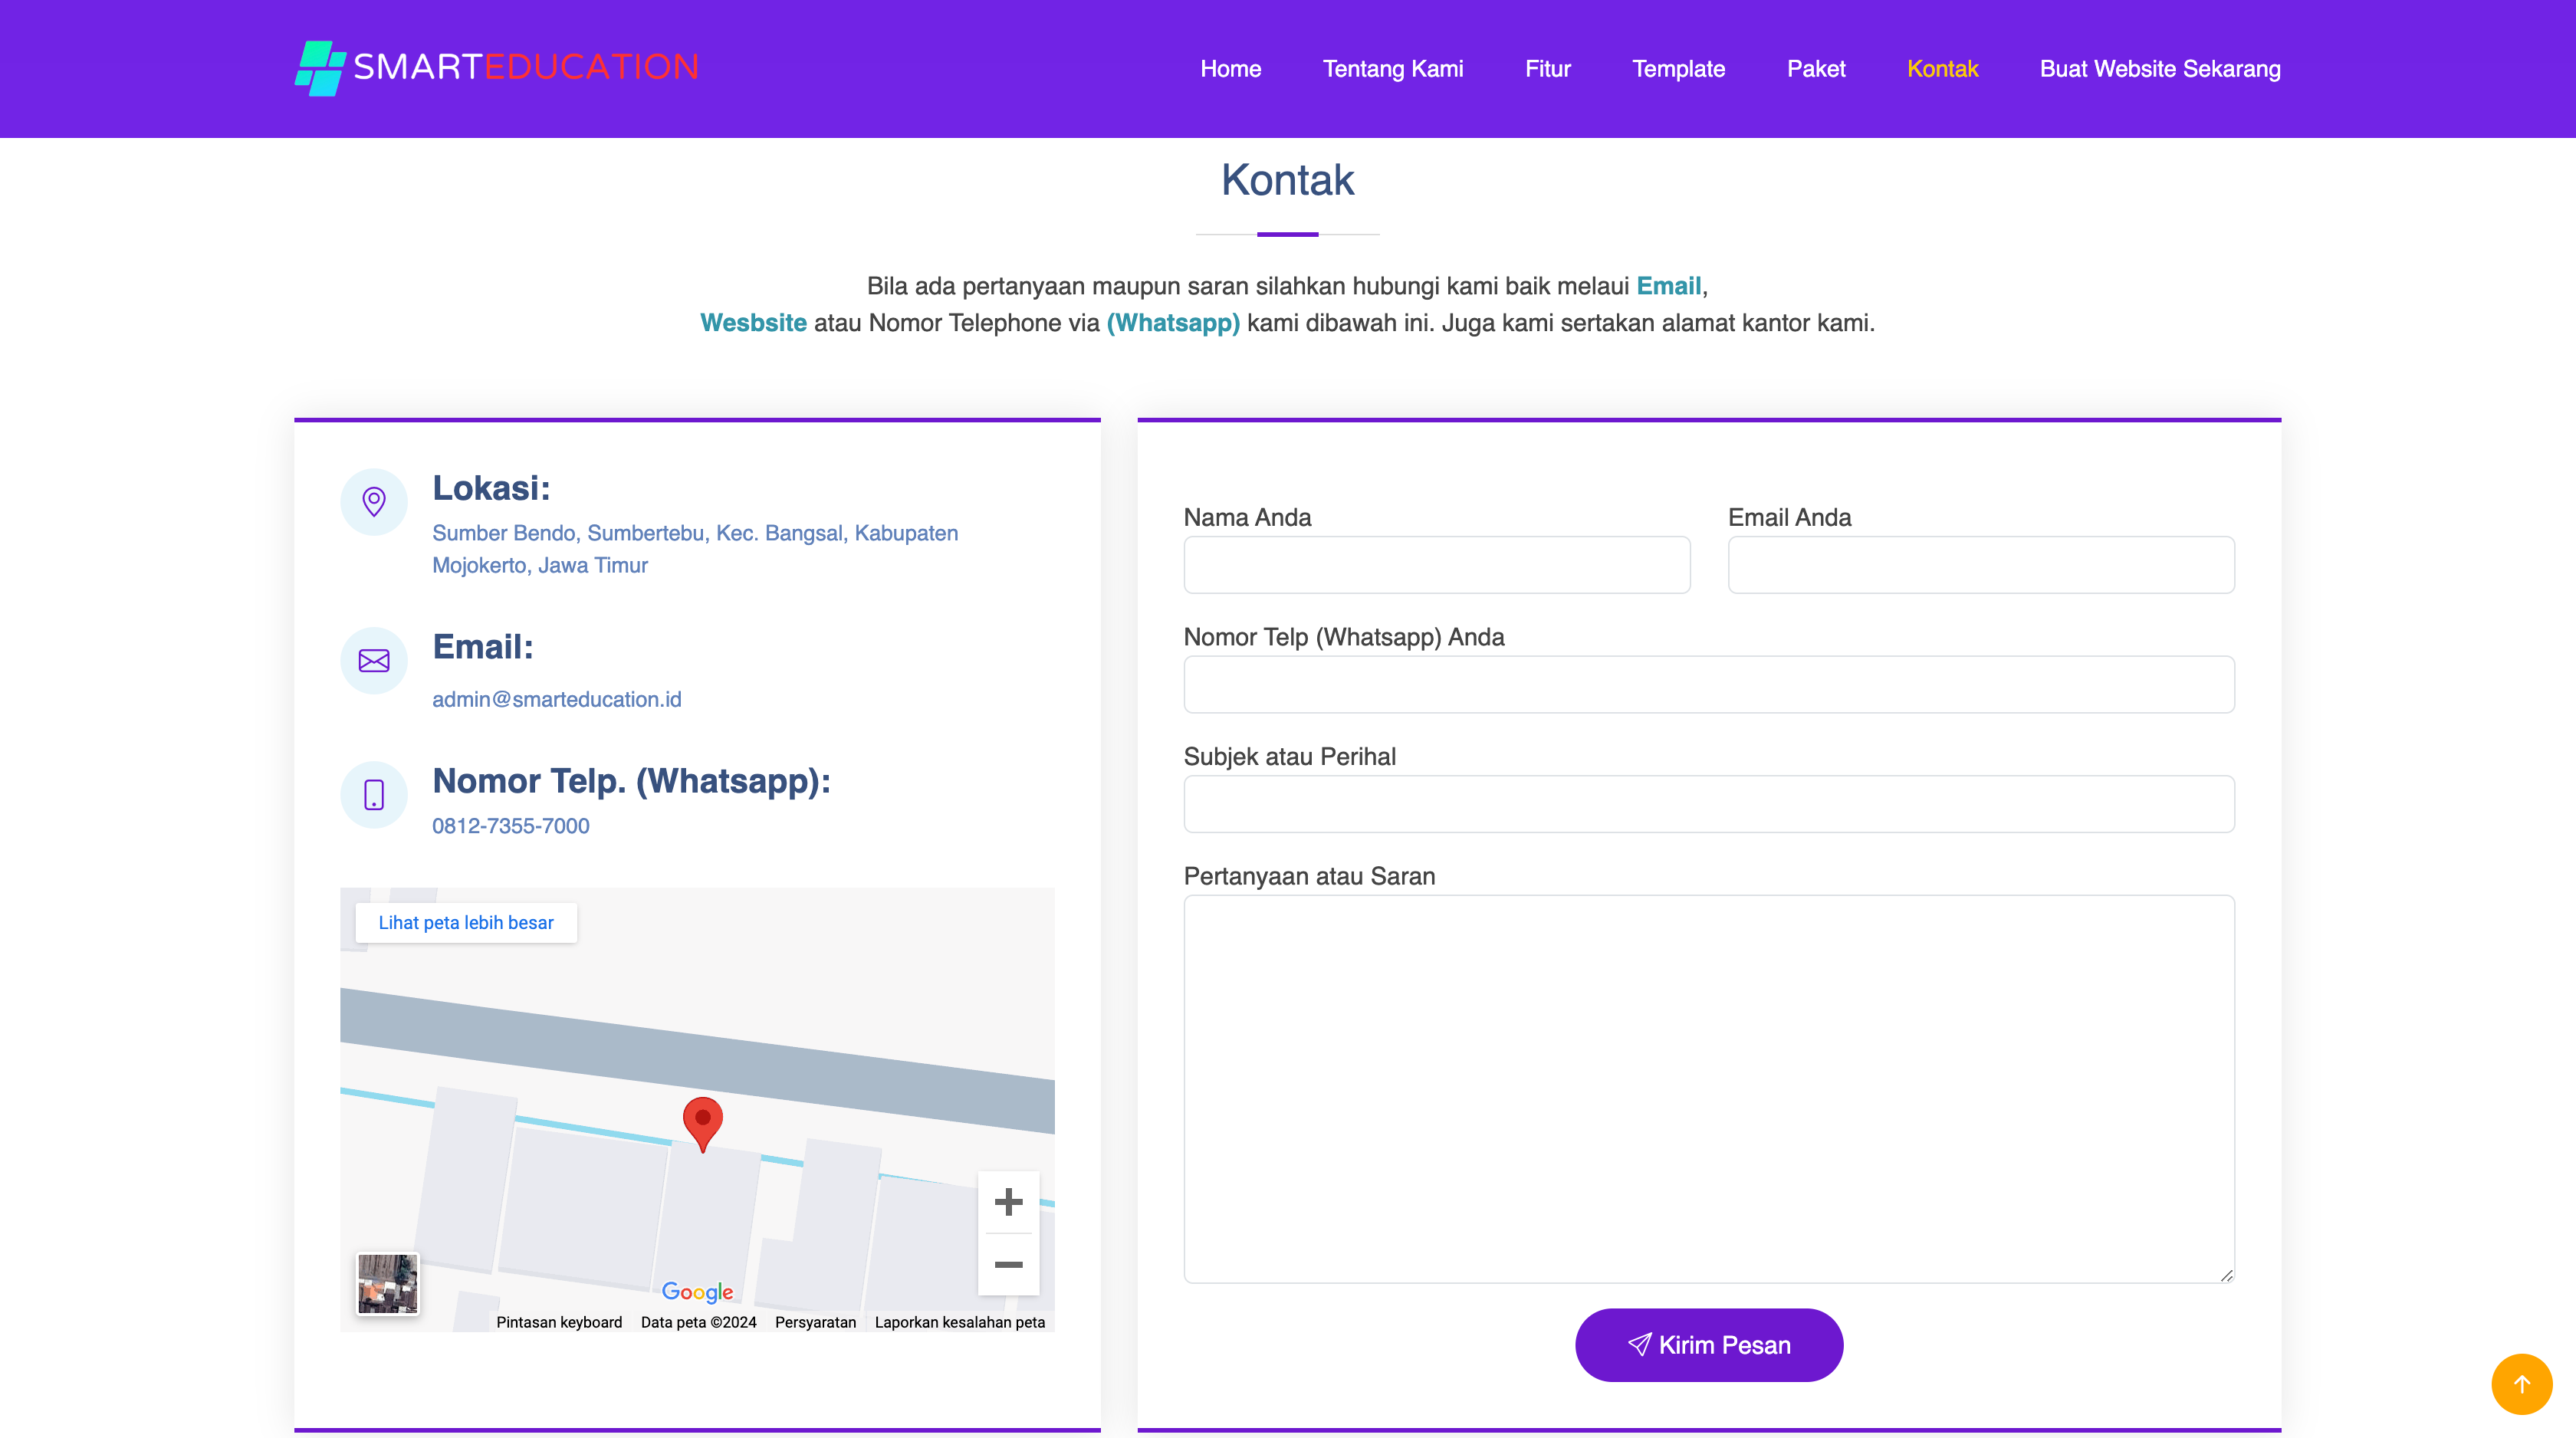 SMARTEDUCATION
Home Tentang Kami Fitur Template Paket Kontak Buat Website Sekarang
Kontak
Bila ada pertanyaan maupun saran silahkan hubungi kami baik melaui Email,
Wesbsite atau Nomor Telephone via (Whatsapp) kami dibawah ini. Juga kami sertakan alamat kantor kami.
Lokasi:
Sumber Bendo, Sumbertebu, Kec. Bangsal, Kabupaten
Mojokerto, Jawa Timur
Email:
admin@smarteducation.id
Nomor Telp. (Whatsapp):
0812-7355-7000
Lihat peta lebih besar
Google
Pintasan keyboard Data peta ©2024 Persyaratan Laporkan kesalahan peta
Nama Anda
Email Anda
Nomor Telp (Whatsapp) Anda
Subjek atau Perihal
Pertanyaan atau Saran
Kirim Pesan